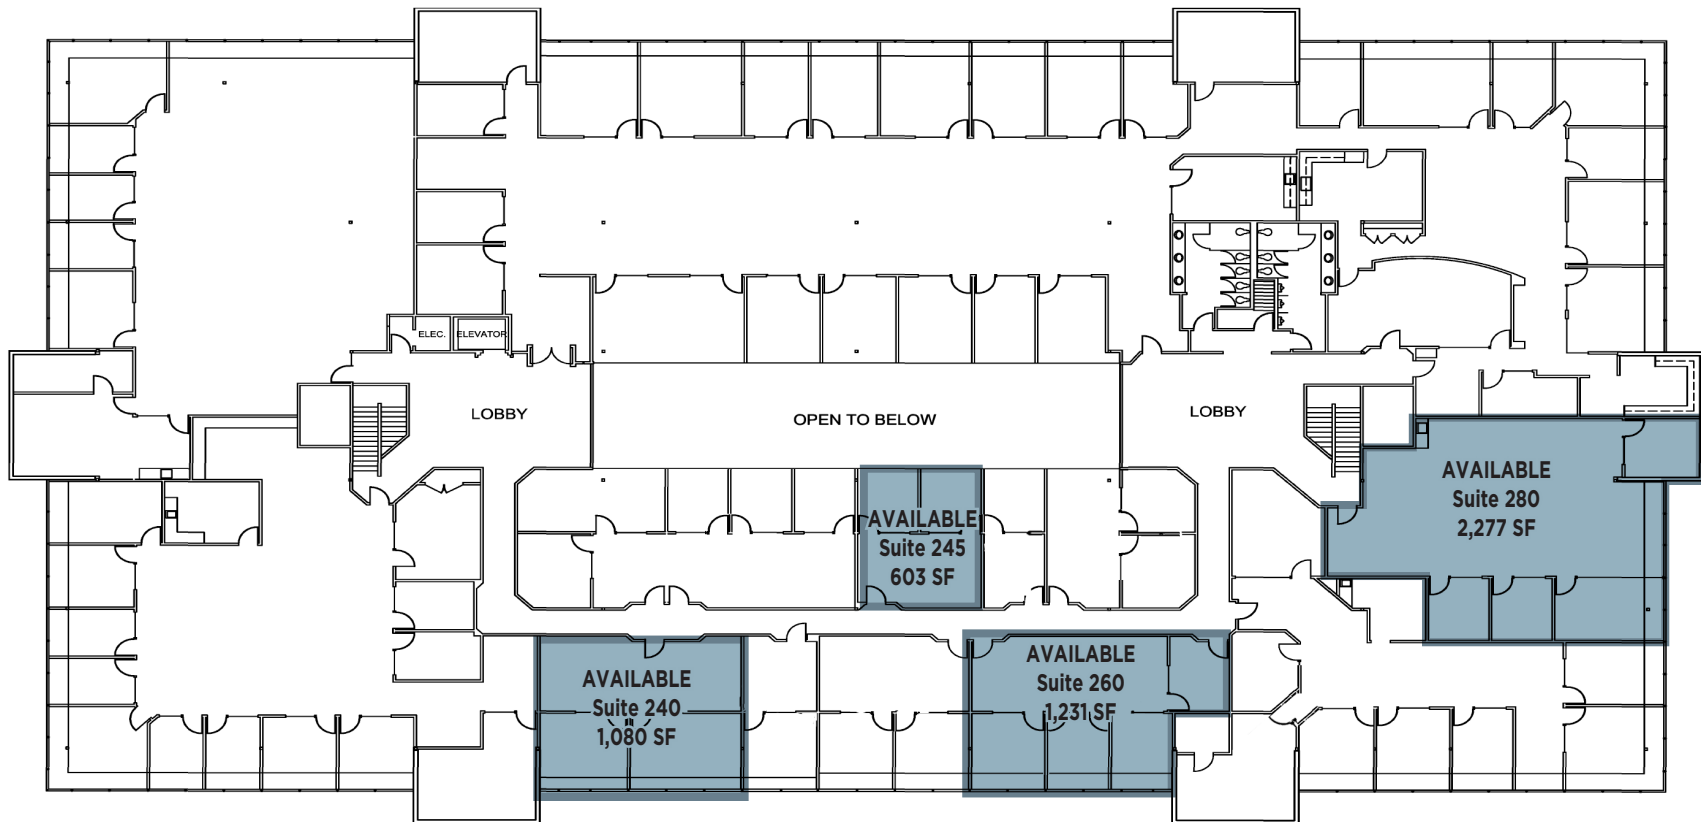 ELEC.
ELEVATOR
LOBBY
OPEN TO BELOW
LOBBY
AVAILABLE
Suite 280
2,277 SF
AVAILABLE
Suite 245
603 SF
AVAILABLE
Suite 240
1,080 SF
AVAILABLE
Suite 260
1,231 SF